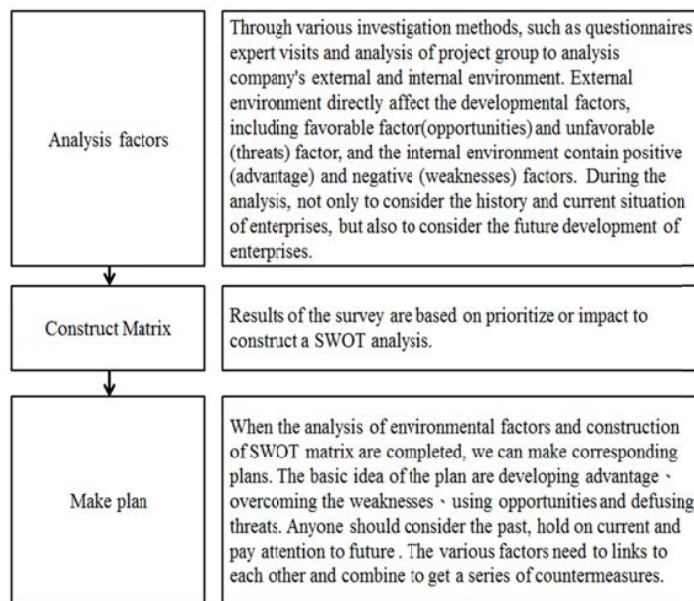 Analysis factors
Through various investigation methods, such as questionnaires
expert visits and analysis of project group to analysis
company's external and internal environment. External
environment directly affect the developmental factors,
including favorable factor(opportunities) and unfavorable
(threats) factor, and the internal environment contain positive
(advantage) and negative (weaknesses) factors. During the
analysis, not only to consider the history and current situation
of enterprises, but also to consider the future development of
enterprises.
Construct Matrix
Results of the survey are based on prioritize or impact to
construct a SWOT analysis.
Make plan
When the analysis of environmental factors and construction
of SWOT matrix are completed, we can make corresponding
plans. The basic idea of the plan are developing advantage、
overcoming the weaknesses、using opportunities and defusing
threats. Anyone should consider the past, hold on current and
pay attention to future . The various factors need to links to
each other and combine to get a series of countermeasures.